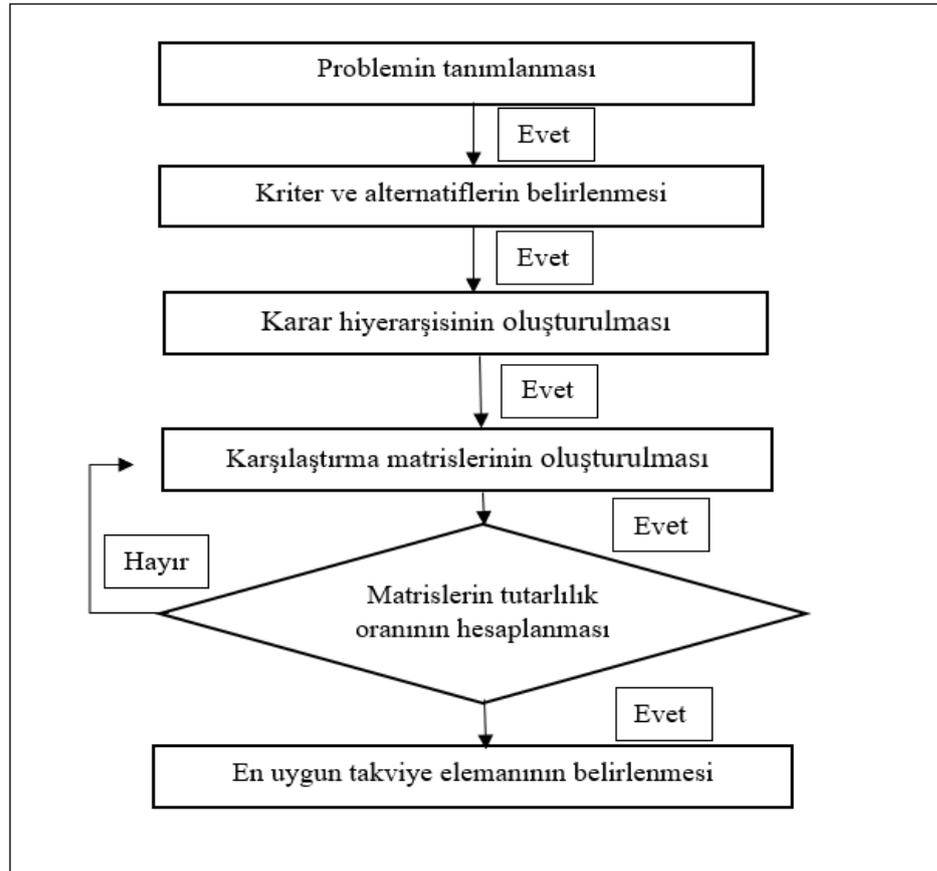 Problemin tanımlanması
Evet
Kriter ve alternatiflerin belirlenmesi
Evet
Karar hiyerarşisinin oluşturulması
Evet
Karşılaştırma matrislerinin oluşturulması
Evet
Hayır
Matrislerin tutarlılık
oranının hesaplanması
Evet
En uygun takviye elemanının belirlenmesi